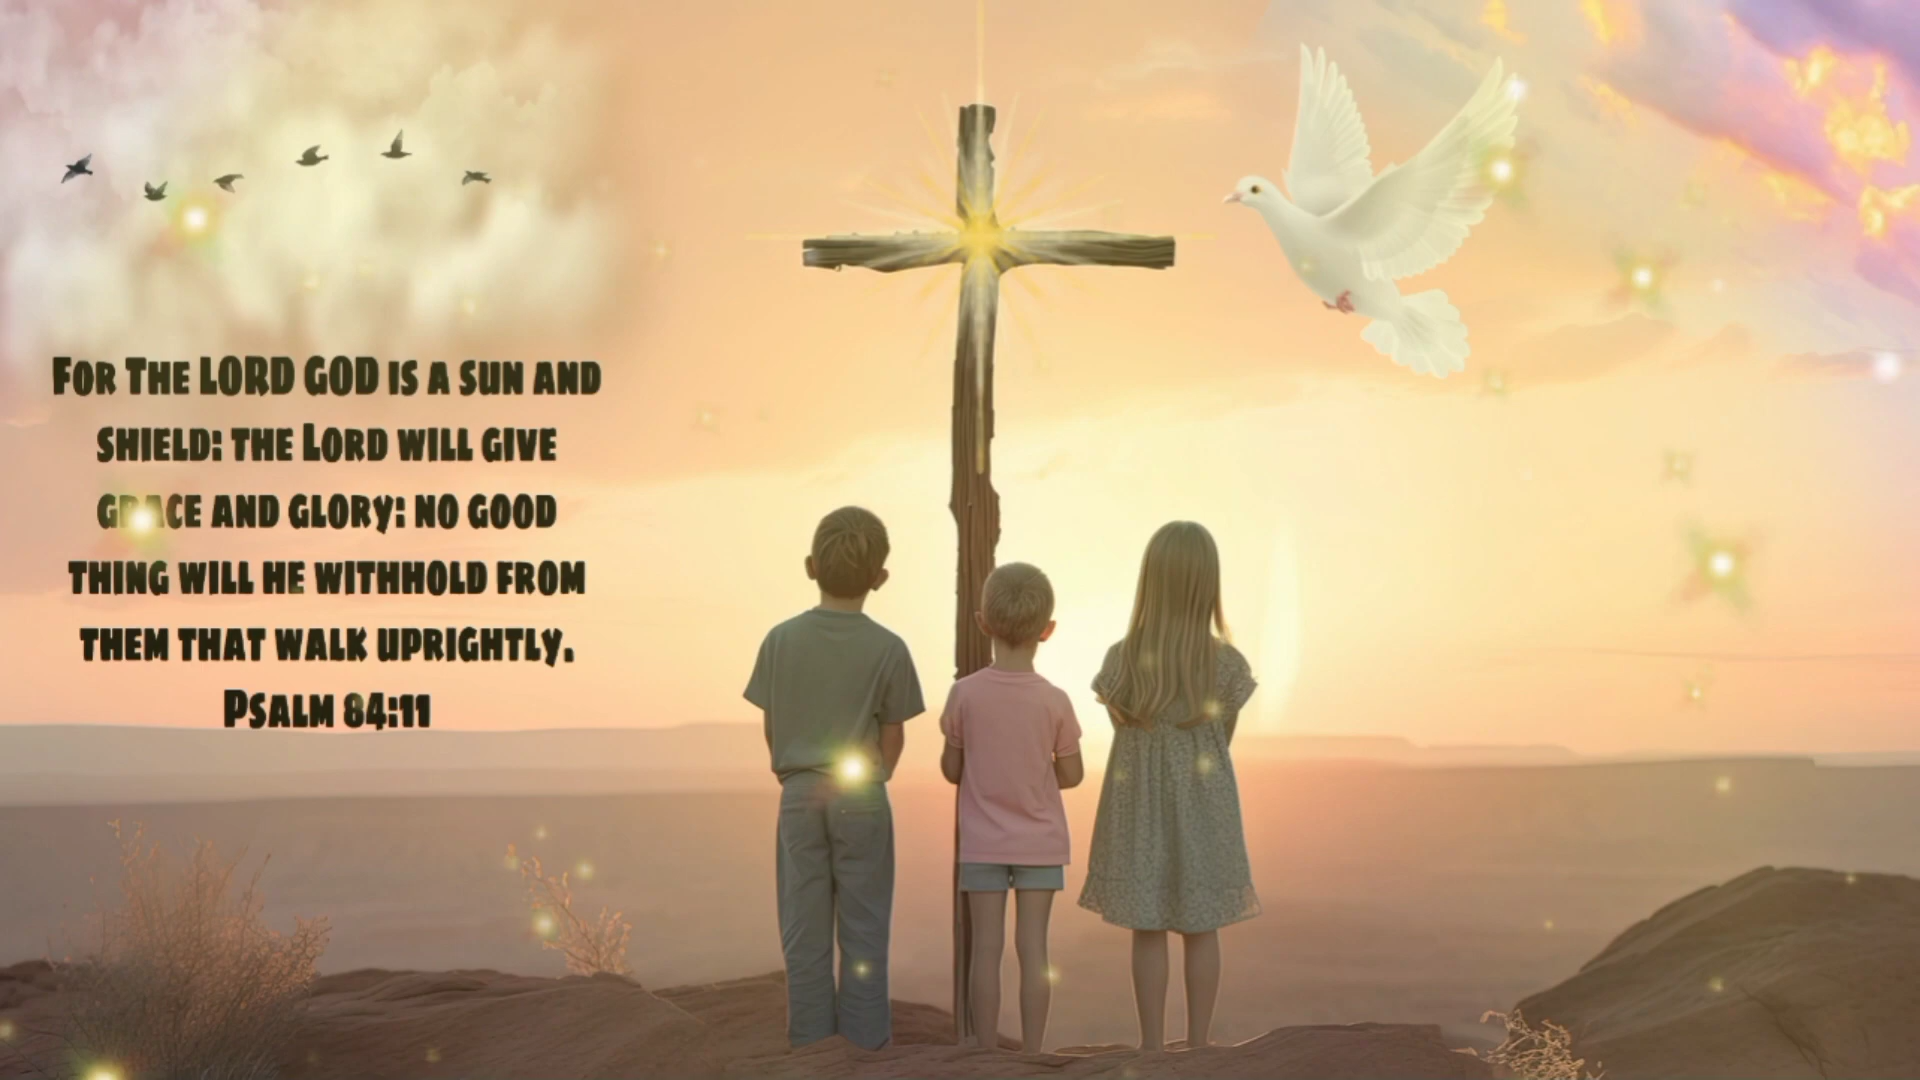 For The LORD GOD is a sun and
shield: the Lord will give
grace and glory: no good
thing will he withhold from
them that walk uprightly.
Psalm 84:11